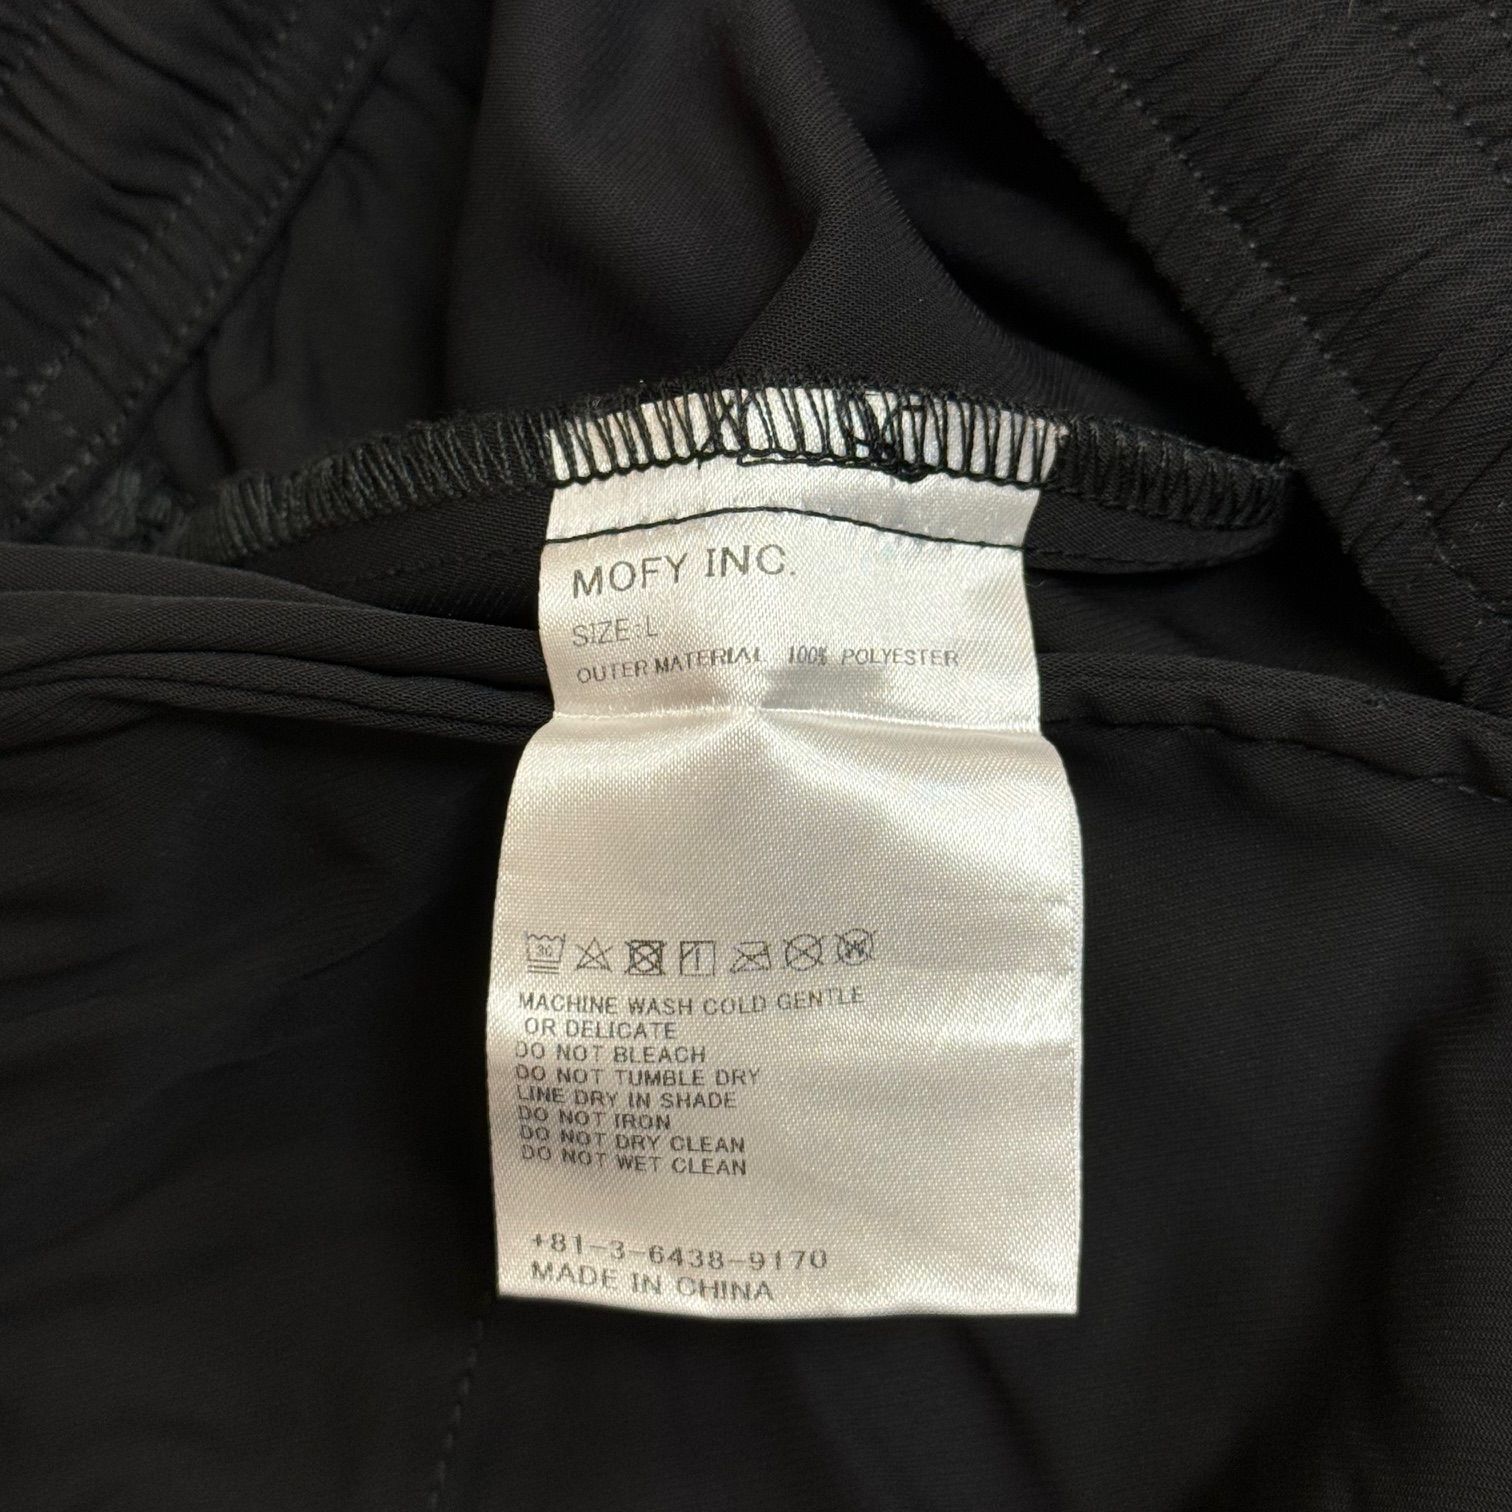 MOFY INC.
SIZE:L
OUTER MATERIAL 100% POLYESTER
30
MACHINE WASH COLD GENTLE
OR DELICATE
DO NOT BLEACH
DO NOT TUMBLE DRY
LINE DRY IN SHADE
DO NOT IRON
DO NOT DRY CLEAN
DO NOT WET CLEAN
+81-3-6438-9170
MADE IN CHINA